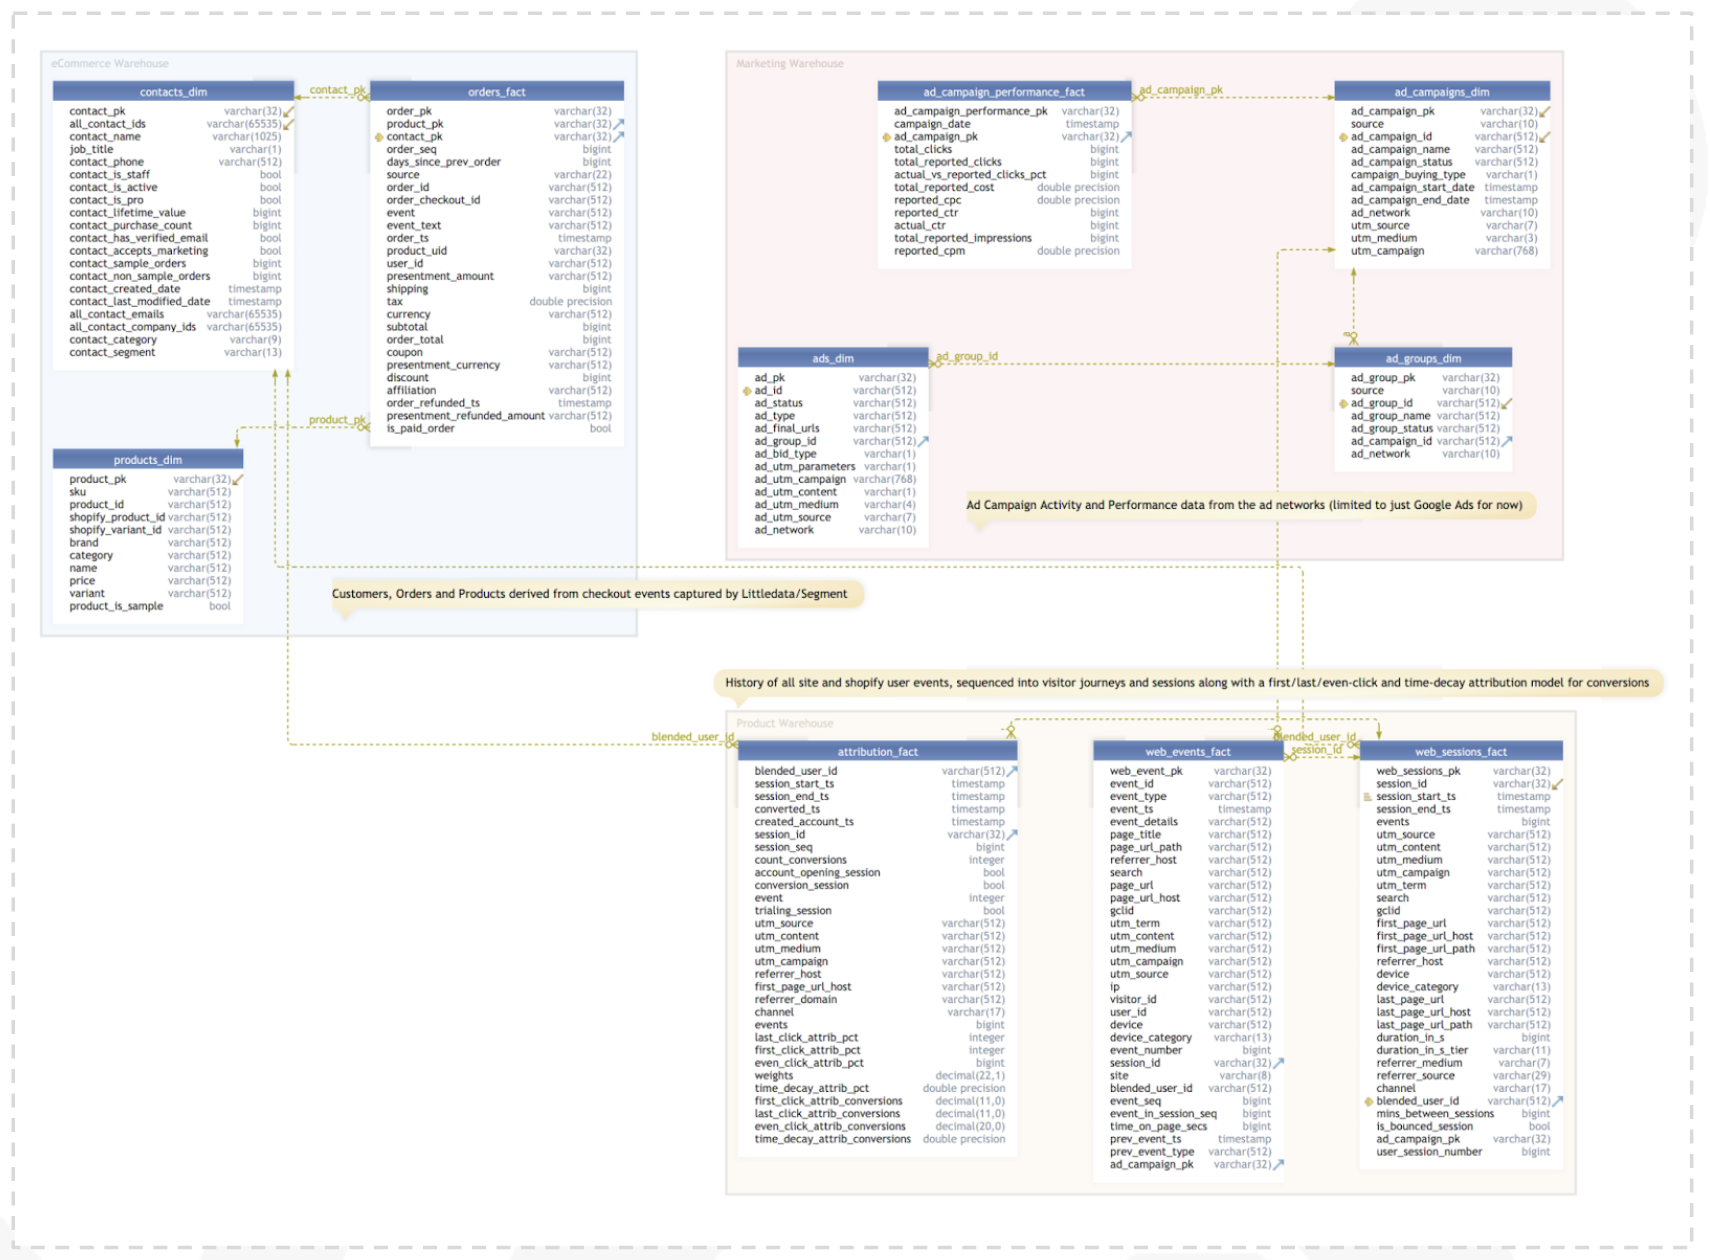 eCommerce Warehouse
contacts_dim
contact_pk varchar(32)
all_contact_ids varchar(65535)
contact_name varchar(1025)
job_title varchar(1)
contact_phone varchar(512)
contact_is_staff bool
contact_is_active bool
contact_is_pro bool
contact_lifetime_value bigint
contact_purchase_count bigint
contact_has_verified_email bool
contact_accepts_marketing bool
contact_sample_orders bigint
contact_non_sample_orders bigint
contact_created_date timestamp
contact_last_modified_date timestamp
all_contact_emails varchar(65535)
all_contact_company_ids varchar(65535)
contact_category varchar(9)
contact_segment varchar(13)
contact_pk
orders_fact
order_pk varchar(32)
product_pk varchar(32)
contact_pk varchar(32)
order_seq bigint
days_since_prev_order bigint
source varchar(22)
order_id varchar(512)
order_checkout_id varchar(512)
event varchar(512)
event_text varchar(512)
order_ts timestamp
product_uid varchar(32)
user_id varchar(512)
presentment_amount varchar(512)
shipping bigint
tax double precision
currency varchar(512)
subtotal bigint
order_total bigint
coupon varchar(512)
presentment_currency varchar(512)
discount bigint
affiliation varchar(512)
order_refunded_ts timestamp
presentment_refunded_amount varchar(512)
is_paid_order bool
product_pk
products_dim
product_pk varchar(32)
sku varchar(512)
product_id varchar(512)
shopify_product_id varchar(512)
shopify_variant_id varchar(512)
brand varchar(512)
category varchar(512)
name varchar(512)
price varchar(512)
variant varchar(512)
product_is_sample bool
Customers, Orders and Products derived from checkout events captured by Littledata/Segment
Marketing Warehouse
ad_campaign_performance_fact
ad_campaign_performance_pk varchar(32)
campaign_date timestamp
ad_campaign_pk varchar(32)
total_clicks bigint
total_reported_clicks bigint
actual_vs_reported_clicks_pct bigint
total_reported_cost double precision
reported_cpc double precision
reported_ctr bigint
actual_ctr bigint
total_reported_impressions bigint
reported_cpm double precision
ad_campaign_pk
ad_campaigns_dim
ad_campaign_pk varchar(32)
source varchar(10)
ad_campaign_id varchar(512)
ad_campaign_name varchar(512)
ad_campaign_status varchar(512)
campaign_buying_type varchar(1)
ad_campaign_start_date timestamp
ad_campaign_end_date timestamp
ad_network varchar(10)
utm_source varchar(7)
utm_medium varchar(3)
utm_campaign varchar(768)
ads_dim
ad_pk varchar(32)
ad_id varchar(512)
ad_status varchar(512)
ad_type varchar(512)
ad_final_urls varchar(512)
ad_group_id varchar(512)
ad_bid_type varchar(1)
ad_utm_parameters varchar(1)
ad_utm_campaign varchar(768)
ad_utm_content varchar(1)
ad_utm_medium varchar(4)
ad_utm_source varchar(7)
ad_network varchar(10)
ad_group_id
ad_groups_dim
ad_group_pk varchar(32)
source varchar(10)
ad_group_id varchar(512)
ad_group_name varchar(512)
ad_group_status varchar(512)
ad_campaign_id varchar(512)
ad_network varchar(10)
Ad Campaign Activity and Performance data from the ad networks (limited to just Google Ads for now)
History of all site and shopify user events, sequenced into visitor journeys and sessions along with a first/last/even-click and time-decay attribution model for conversions
Product Warehouse
blended_user_id
attribution_fact
blended_user_id varchar(512)
session_start_ts timestamp
session_end_ts timestamp
converted_ts timestamp
created_account_ts timestamp
session_id varchar(32)
session_seq bigint
count_conversions integer
account_opening_session bool
conversion_session bool
event integer
trialing_session bool
utm_source varchar(512)
utm_content varchar(512)
utm_medium varchar(512)
utm_campaign varchar(512)
referrer_host varchar(512)
first_page_url_host varchar(512)
referrer_domain varchar(512)
channel varchar(17)
events bigint
last_click_attrib_pct integer
first_click_attrib_pct integer
even_click_attrib_pct bigint
weights decimal(22,1)
time_decay_attrib_pct double precision
first_click_attrib_conversions decimal(11,0)
last_click_attrib_conversions decimal(11,0)
even_click_attrib_conversions decimal(20,0)
time_decay_attrib_conversions double precision
web_events_fact
web_event_pk varchar(32)
event_id varchar(512)
event_type varchar(512)
event_ts timestamp
event_details varchar(512)
page_title varchar(512)
page_url_path varchar(512)
referrer_host varchar(512)
search varchar(512)
page_url varchar(512)
page_url_host varchar(512)
gclid varchar(512)
utm_term varchar(512)
utm_content varchar(512)
utm_medium varchar(512)
utm_campaign varchar(512)
utm_source varchar(512)
ip varchar(512)
visitor_id varchar(512)
user_id varchar(512)
device varchar(512)
device_category varchar(13)
event_number bigint
session_id varchar(32)
site varchar(8)
blended_user_id varchar(512)
event_seq bigint
event_in_session_seq bigint
time_on_page_secs bigint
prev_event_ts timestamp
prev_event_type varchar(512)
ad_campaign_pk varchar(32)
blended_user_id
session_id
web_sessions_fact
web_sessions_pk varchar(32)
session_id varchar(32)
session_start_ts timestamp
session_end_ts timestamp
events bigint
utm_source varchar(512)
utm_content varchar(512)
utm_medium varchar(512)
utm_campaign varchar(512)
utm_term varchar(512)
search varchar(512)
gclid varchar(512)
first_page_url varchar(512)
first_page_url_host varchar(512)
first_page_url_path varchar(512)
referrer_host varchar(512)
device varchar(512)
device_category varchar(13)
last_page_url varchar(512)
last_page_url_host varchar(512)
last_page_url_path varchar(512)
duration_in_s bigint
duration_in_s_tier varchar(11)
referrer_medium varchar(7)
referrer_source varchar(29)
channel varchar(17)
blended_user_id varchar(512)
mins_between_sessions bigint
is_bounced_session bool
ad_campaign_pk varchar(32)
user_session_number bigint